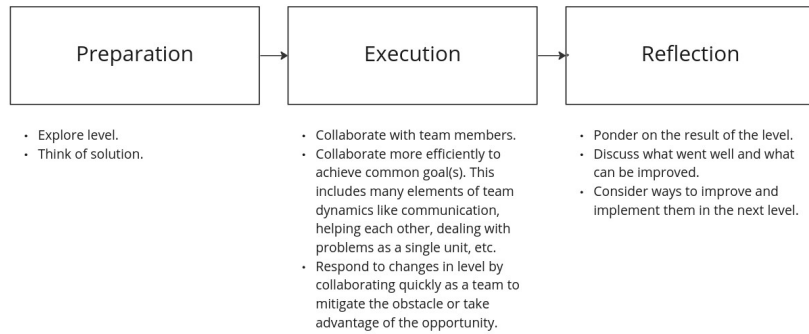 Preparation
Execution
Reflection
• Explore level.
• Think of solution.
• Collaborate with team members.
• Collaborate more efficiently to
achieve common goal(s). This
includes many elements of team
dynamics like communication,
helping each other, dealing with
problems as a single unit, etc.
• Respond to changes in level by
collaborating quickly as a team to
mitigate the obstacle or take
advantage of the opportunity.
• Ponder on the result of the level.
• Discuss what went well and what
can be improved.
• Consider ways to improve and
implement them in the next level.